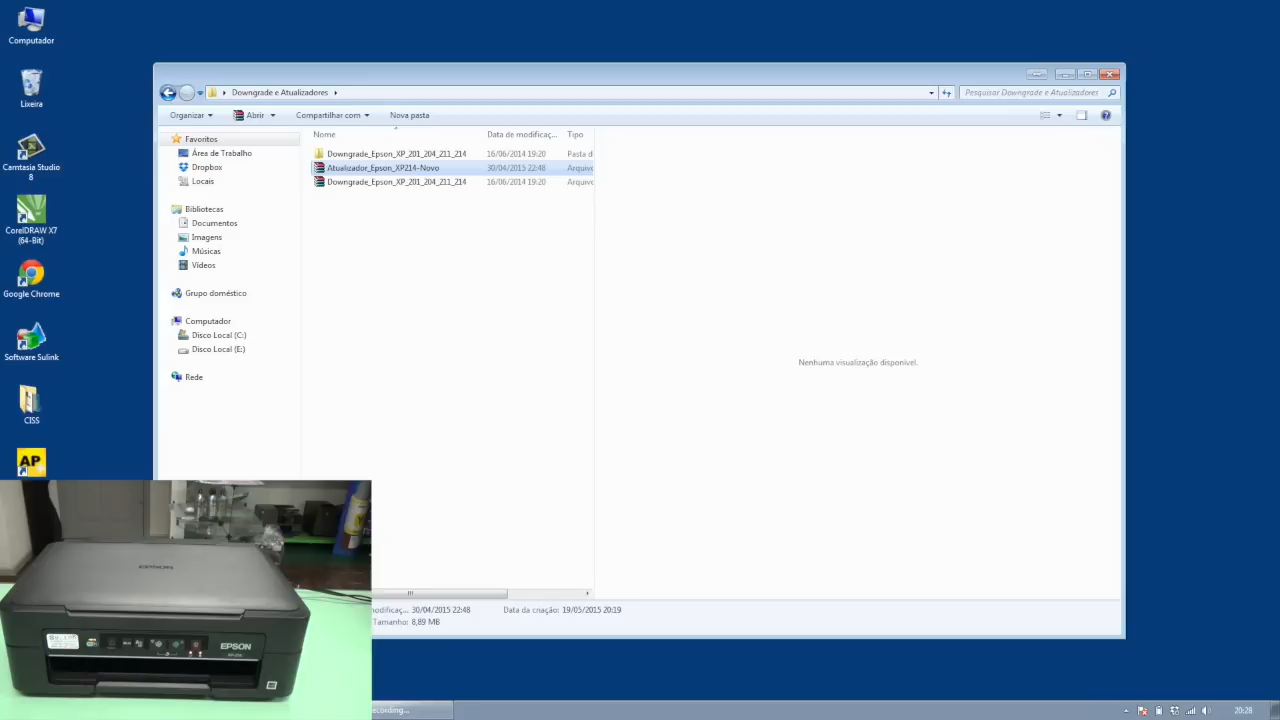 Computador
Lixeira
Camtasia Studio
8
CorelDRAW X7
(64-Bit)
Google Chrome
Software Sulink
CISS
AP
Downgrade e Atualizadores
Pesquisar Downgrade e Atualizadores
Organizar
Abrir
Compartilhar com
Nova pasta
Favoritos
Área de Trabalho
Dropbox
Locais
Bibliotecas
Documentos
Imagens
Músicas
Vídeos
Grupo doméstico
Computador
Disco Local (C:)
Disco Local (E:)
Rede
Nome Data de modificaç... Tipo
Downgrade_Epson_XP_201_204_211_214 16/06/2014 19:20 Pasta d
Atualizador_Epson_XP214-Novo 30/04/2015 22:48 Arquivo
Downgrade_Epson_XP_201_204_211_214 16/06/2014 19:20 Arquivo
Nenhuma visualização disponível.
modificaç... 30/04/2015 22:48 Data da criação: 19/05/2015 20:19
Tamanho: 8,89 MB
EPSON
EPSON
ecording...
20:28